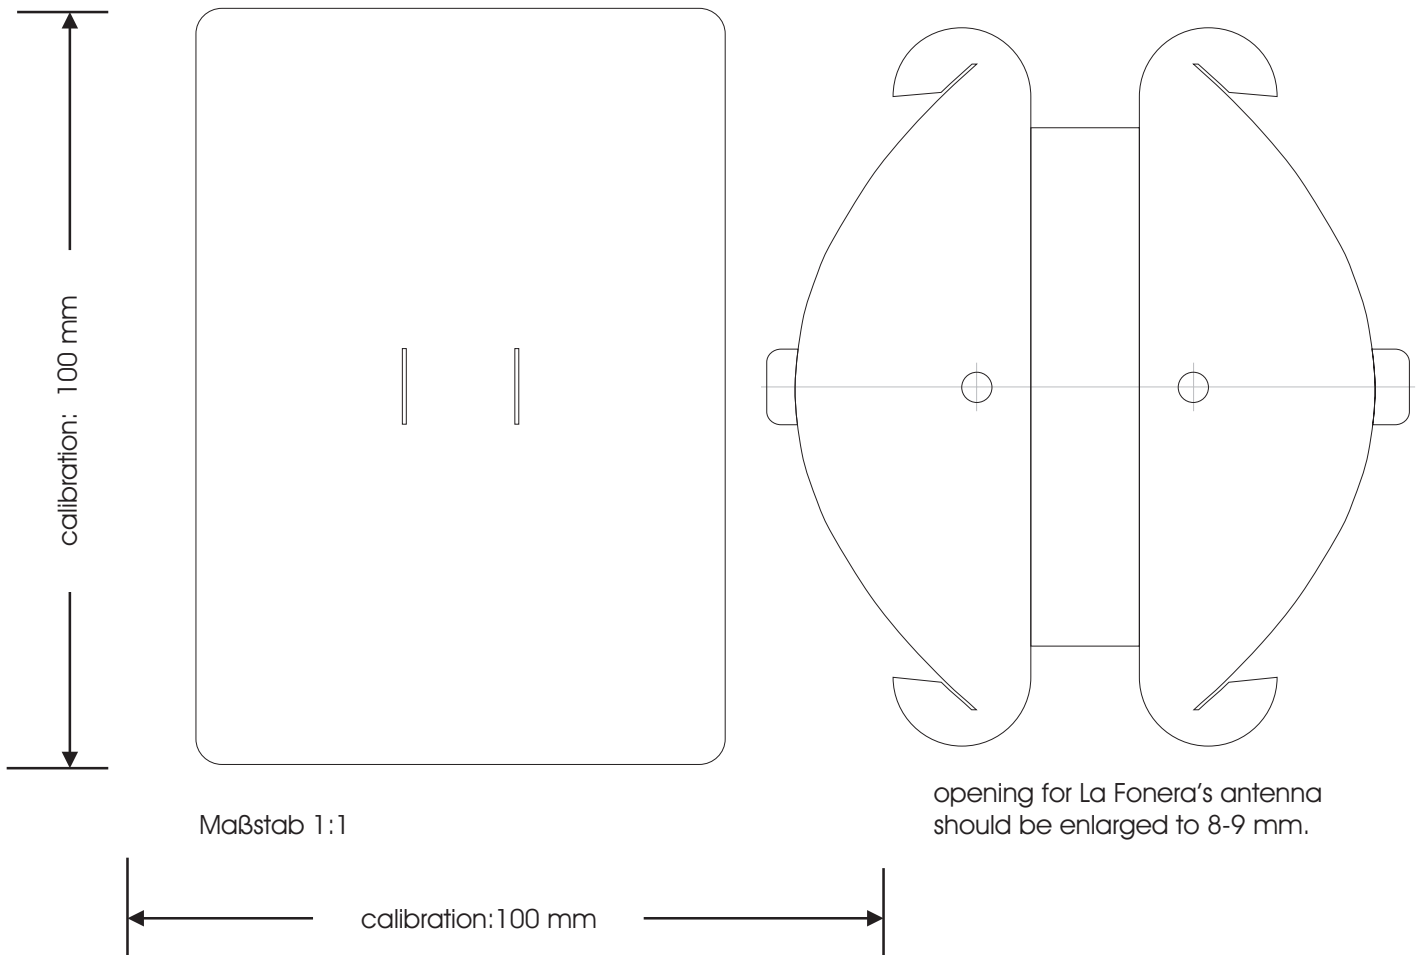 calibration: 100 mm
Maßstab 1:1
opening for La Fonera's antenna
should be enlarged to 8-9 mm.
calibration:100 mm